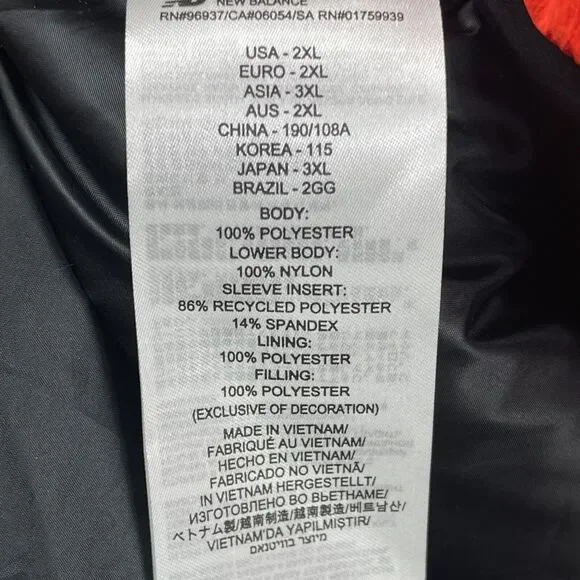 NEW BALANCE
RN#96937/CA#06054/SA RN#01759939
USA - 2XL
EURO - 2XL
ASIA - 3XL
AUS - 2XL
CHINA - 190/108A
KOREA - 115
JAPAN - 3XL
BRAZIL - 2GG
BODY:
100% POLYESTER
LOWER BODY:
100% NYLON
SLEEVE INSERT:
86% RECYCLED POLYESTER
14% SPANDEX
LINING:
100% POLYESTER
FILLING:
100% POLYESTER
(EXCLUSIVE OF DECORATION)
MADE IN VIETNAM/
FABRIQUÉ AU VIETNAM/
HECHO EN VIETNAM/
FABRICADO NO VIETNÃ/
IN VIETNAM HERGESTELLT/
ИЗГОТОВЛЕНО ВО ВЬЕТНАМЕ/
ベトナム製/越南制造/越南製造/베트남산/
VIETNAM'DA YAPILMIŞTIR/
מיוצר בווייטנאם